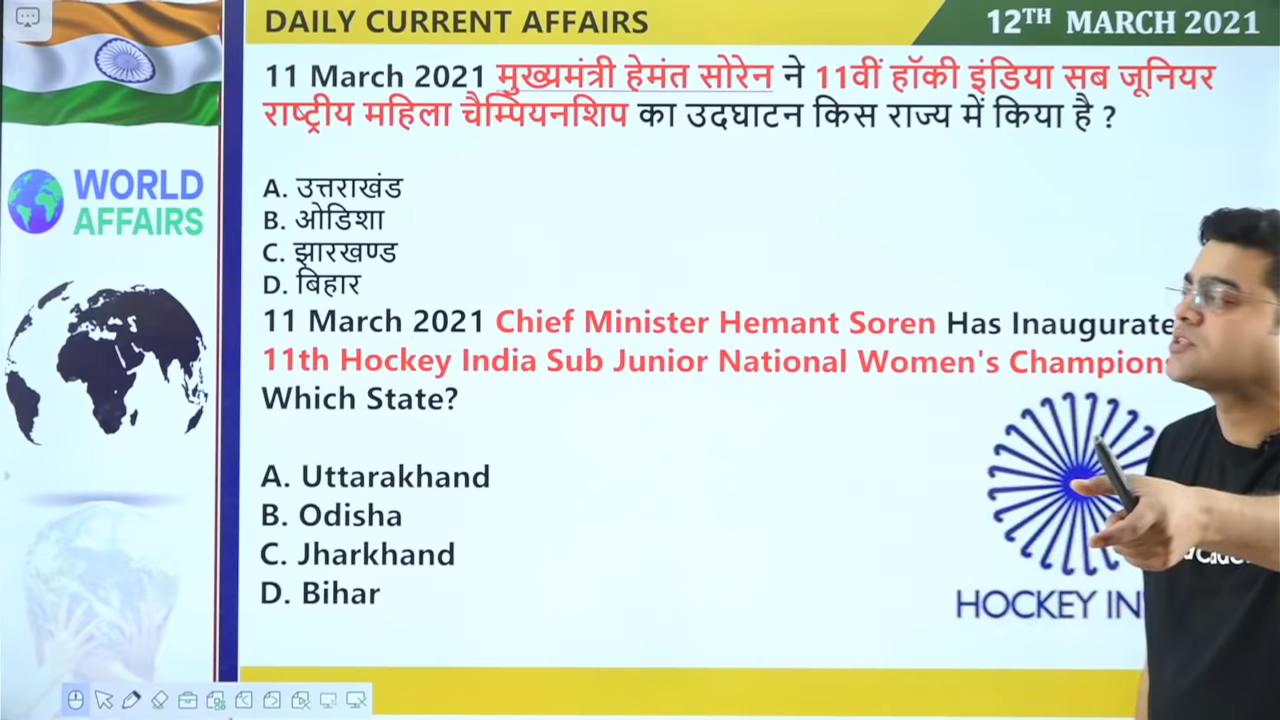 DAILY CURRENT AFFAIRS
12TH MARCH 2021
11 March 2021 मुख्यमंत्री हेमंत सोरेन ने 11वीं हॉकी इंडिया सब जूनियर
राष्ट्रीय महिला चैम्पियनशिप का उदघाटन किस राज्य में किया है ?
WORLD
AFFAIRS
A. उत्तराखंड
B. ओडिशा
C. झारखण्ड
D. बिहार
11 March 2021 Chief Minister Hemant Soren Has Inaugurate
11th Hockey India Sub Junior National Women's Champion
Which State?
A. Uttarakhand
B. Odisha
C. Jharkhand
D. Bihar
HOCKEY IN